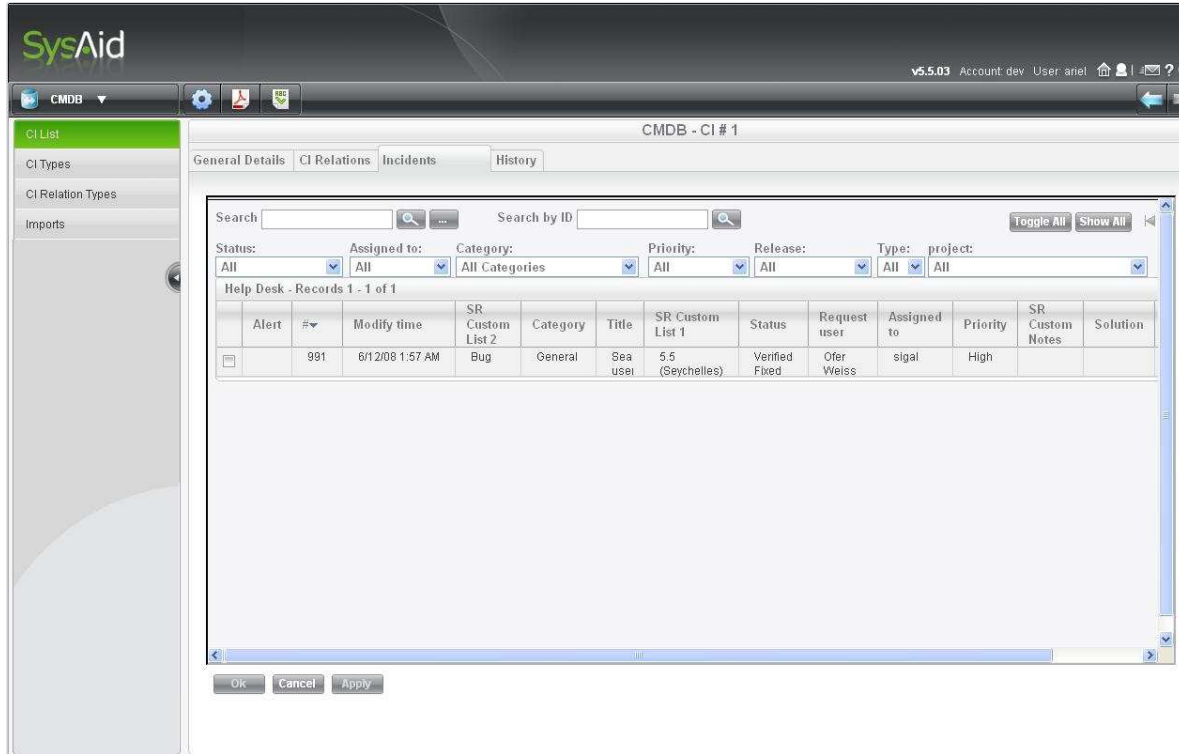 SysAid
v5.5.03 Account: dev User: ariel
CMDB
CI List
CI Types
CI Relation Types
Imports
CMDB - CI # 1
General Details CI Relations Incidents History
Search ... Search by ID Toggle All Show All
Status: Assigned to: Category: Priority: Release: Type: project:
All All All Categories All All All All
Help Desk - Records 1 - 1 of 1
Alert # Modify time SR Custom List 2 Category Title SR Custom List 1 Status Request user Assigned to Priority SR Custom Notes Solution
991 6/12/08 1:57 AM Bug General Sea user 5.5 (Seychelles) Verified Fixed Ofer Weiss sigal High
Ok Cancel Apply